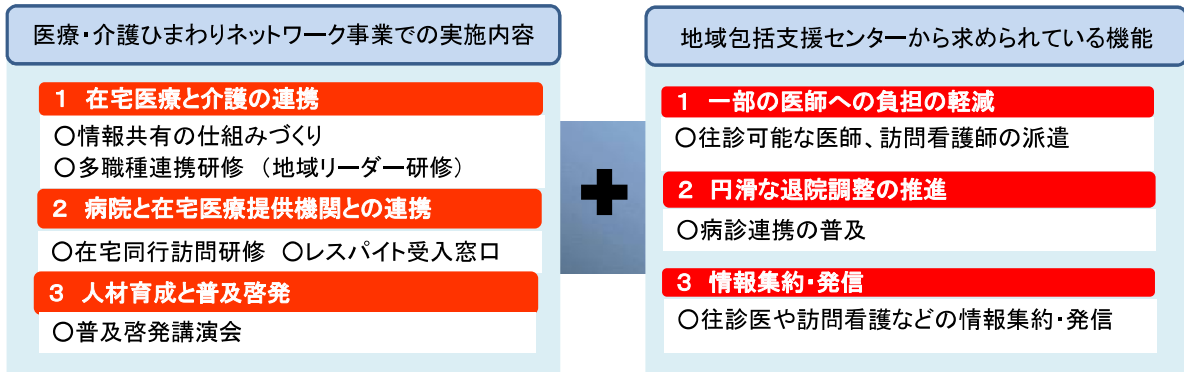 医療・介護ひまわりネットワーク事業での実施内容
1 在宅医療と介護の連携
○情報共有の仕組みづくり
○多職種連携研修 (地域リーダー研修)
2 病院と在宅医療提供機関との連携
○在宅同行訪問研修 ○レスパイト受入窓口
3 人材育成と普及啓発
○普及啓発講演会
地域包括支援センターから求められている機能
1 一部の医師への負担の軽減
○往診可能な医師、訪問看護師の派遣
2 円滑な退院調整の推進
○病診連携の普及
3 情報集約・発信
○往診医や訪問看護などの情報集約・発信